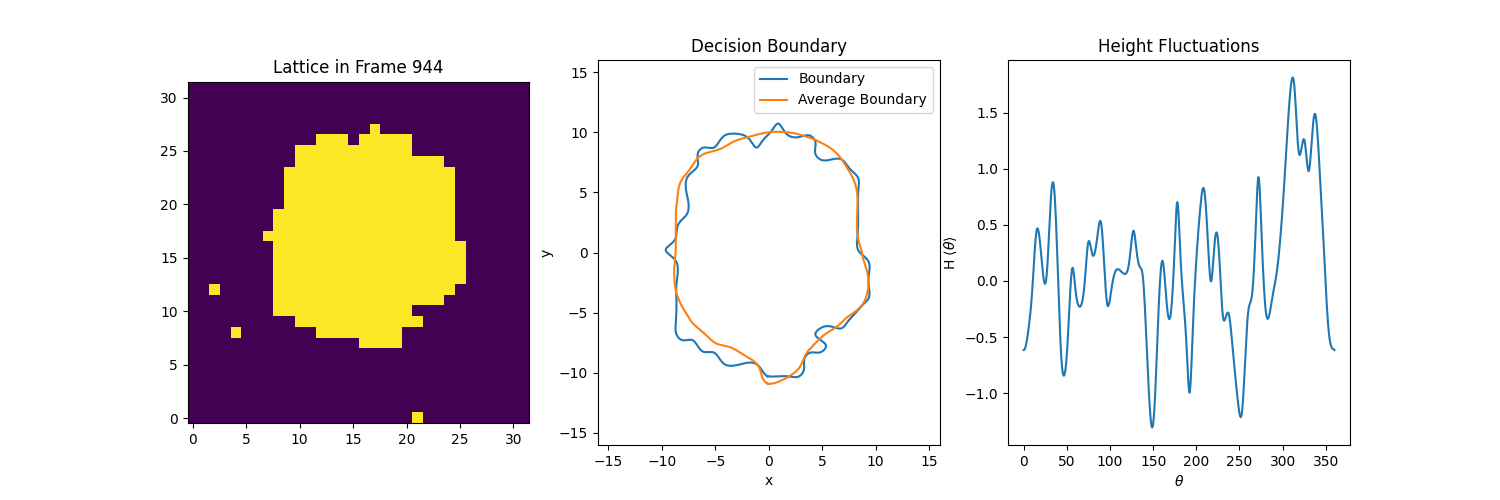 Lattice in Frame 944
30
25
20
15
10
5
0
0 5 10 15 20 25 30
Decision Boundary
Boundary
Average Boundary
y
15
10
5
0
−5
−10
−15
−15 −10 −5 0 5 10 15
x
Height Fluctuations
H (θ)
1.5
1.0
0.5
0.0
−0.5
−1.0
0 50 100 150 200 250 300 350
θ